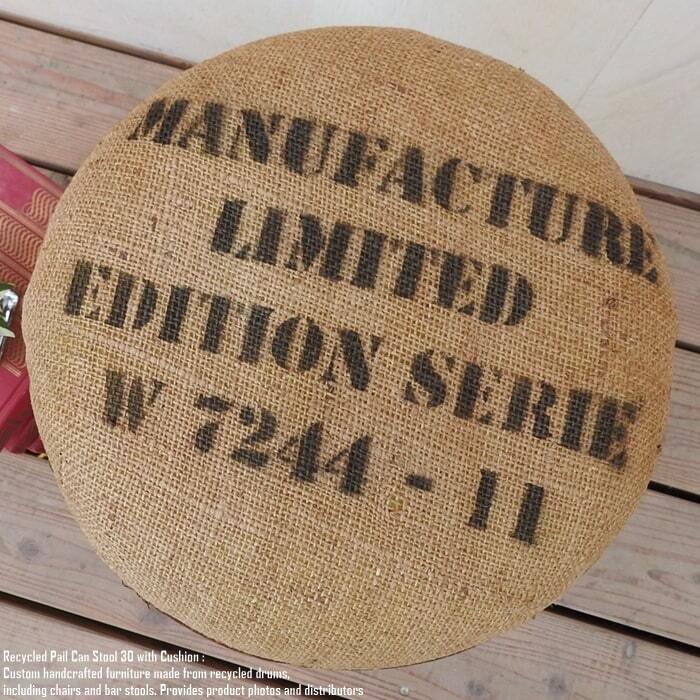 MANUFACTURE
LIMITED
EDITION SERIE
W 7244 - 11
Recycled Pail Can Stool 30 with Cushion :
Custom handcrafted furniture made from recycled drums,
including chairs and bar stools. Provides product photos and distributors